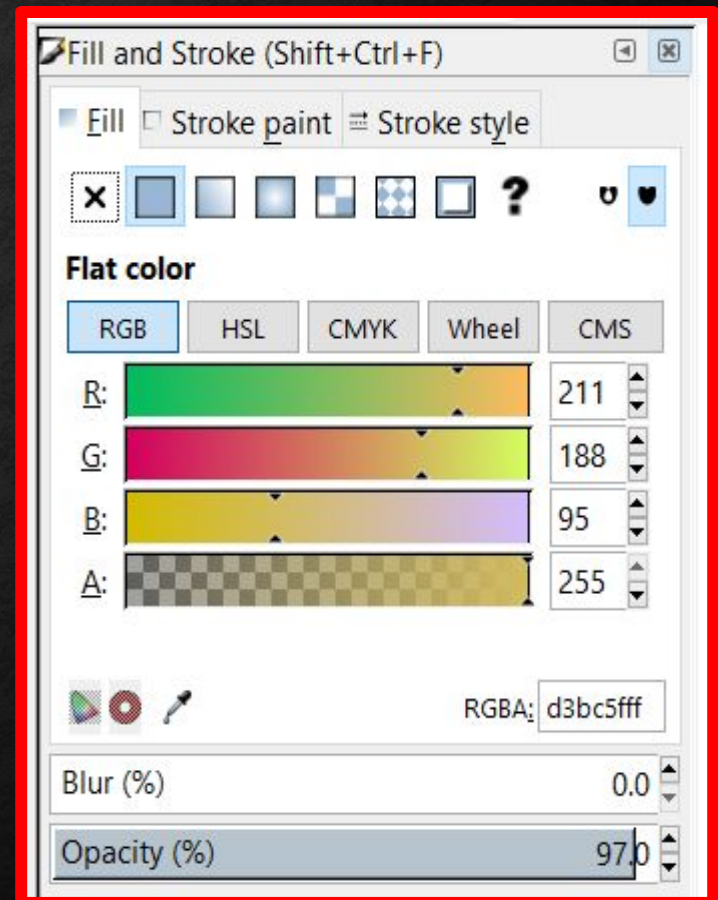 Fill and Stroke (Shift+Ctrl+F)
Fill Stroke paint Stroke style
?
Flat color
RGB HSL CMYK Wheel CMS
R: 211
G: 188
B: 95
A: 255
RGBA: d3bc5fff
Blur (%) 0.0
Opacity (%) 97.0